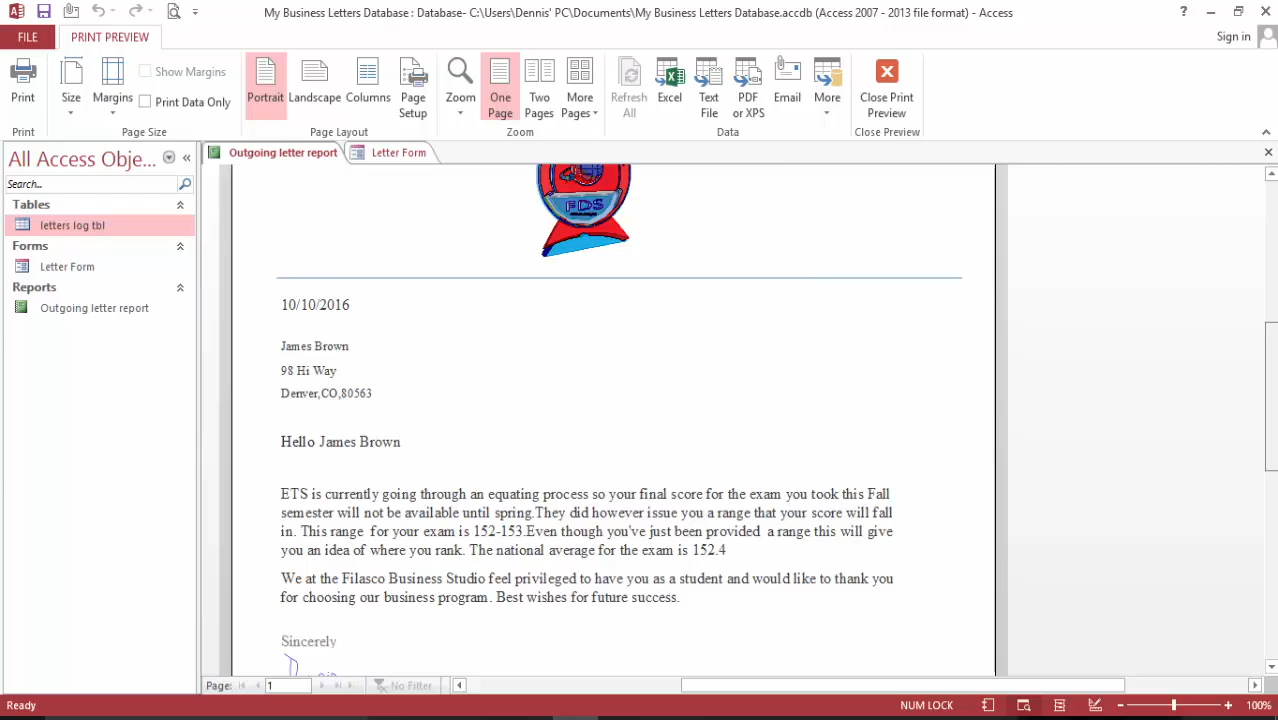 My Business Letters Database : Database- C:\Users\Dennis' PC\Documents\My Business Letters Database.accdb (Access 2007 - 2013 file format) - Access
?
FILE
PRINT PREVIEW
Sign in
Print
Size
Margins
Show Margins
Print Data Only
Portrait
Landscape
Columns
Page Setup
Zoom
One Page
Two Pages
More Pages
Refresh All
Excel
Text File
PDF or XPS
Email
More
Close Print Preview
Print
Page Size
Page Layout
Zoom
Data
Close Preview
All Access Obje...
Search...
Tables
letters log tbl
Forms
Letter Form
Reports
Outgoing letter report
Outgoing letter report
Letter Form
FDS
10/10/2016
James Brown
98 Hi Way
Denver,CO,80563
Hello James Brown
ETS is currently going through an equating process so your final score for the exam you took this Fall
semester will not be available until spring.They did however issue you a range that your score will fall
in. This range for your exam is 152-153.Even though you've just been provided a range this will give
you an idea of where you rank. The national average for the exam is 152.4
We at the Filasco Business Studio feel privileged to have you as a student and would like to thank you
for choosing our business program. Best wishes for future success.
Sincerely
Page: 1
No Filter
Ready
NUM LOCK
100%